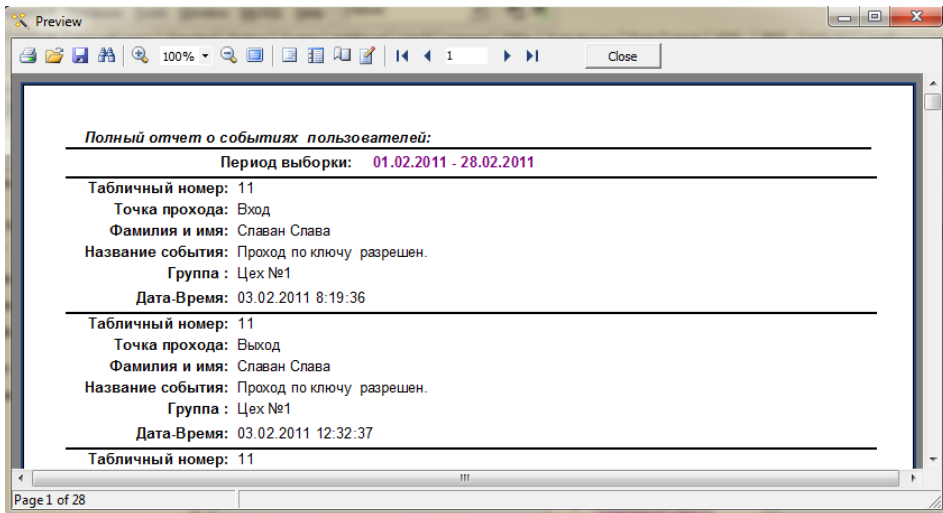 Preview
100%
1
Close
Полный отчет о событиях пользователей:
Период выборки: 01.02.2011 - 28.02.2011
Табличный номер: 11
Точка прохода: Вход
Фамилия и имя: Славан Слава
Название события: Проход по ключу разрешен.
Группа : Цех №1
Дата-Время: 03.02.2011 8:19:36
Табличный номер: 11
Точка прохода: Выход
Фамилия и имя: Славан Слава
Название события: Проход по ключу разрешен.
Группа : Цех №1
Дата-Время: 03.02.2011 12:32:37
Табличный номер: 11
Page 1 of 28